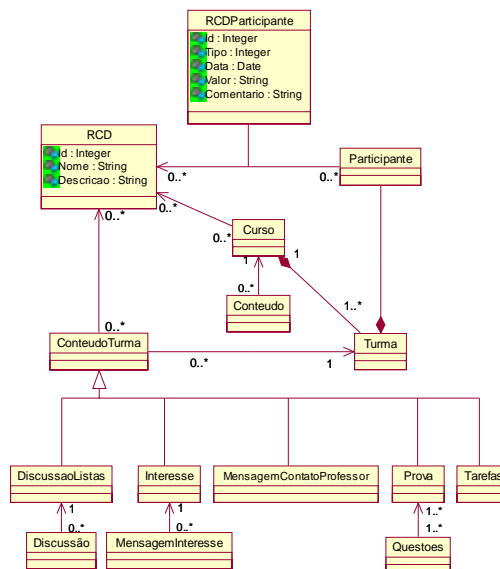 RCDParticipante
Id : Integer
Tipo : Integer
Data : Date
Valor : String
Comentario : String
RCD
Id : Integer
Nome : String
Descricao : String
Participante
0..*
0..*
0..*
0..*
0..*
Curso
1
1
0..*
1..*
Conteudo
0..*
ConteudoTurma
0..*
1
Turma
DiscussaoListas
Interesse
MensagemContatoProfessor
Prova
Tarefas
1
1
1..*
0..*
0..*
1..*
Discussão
MensagemInteresse
Questoes